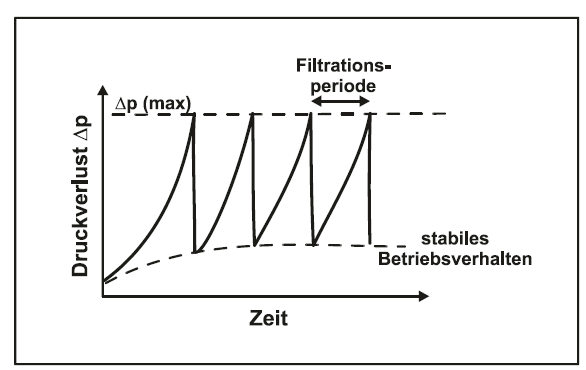 Filtrations-
periode
Δp (max)
Druckverlust Δp
stabiles
Betriebsverhalten
Zeit